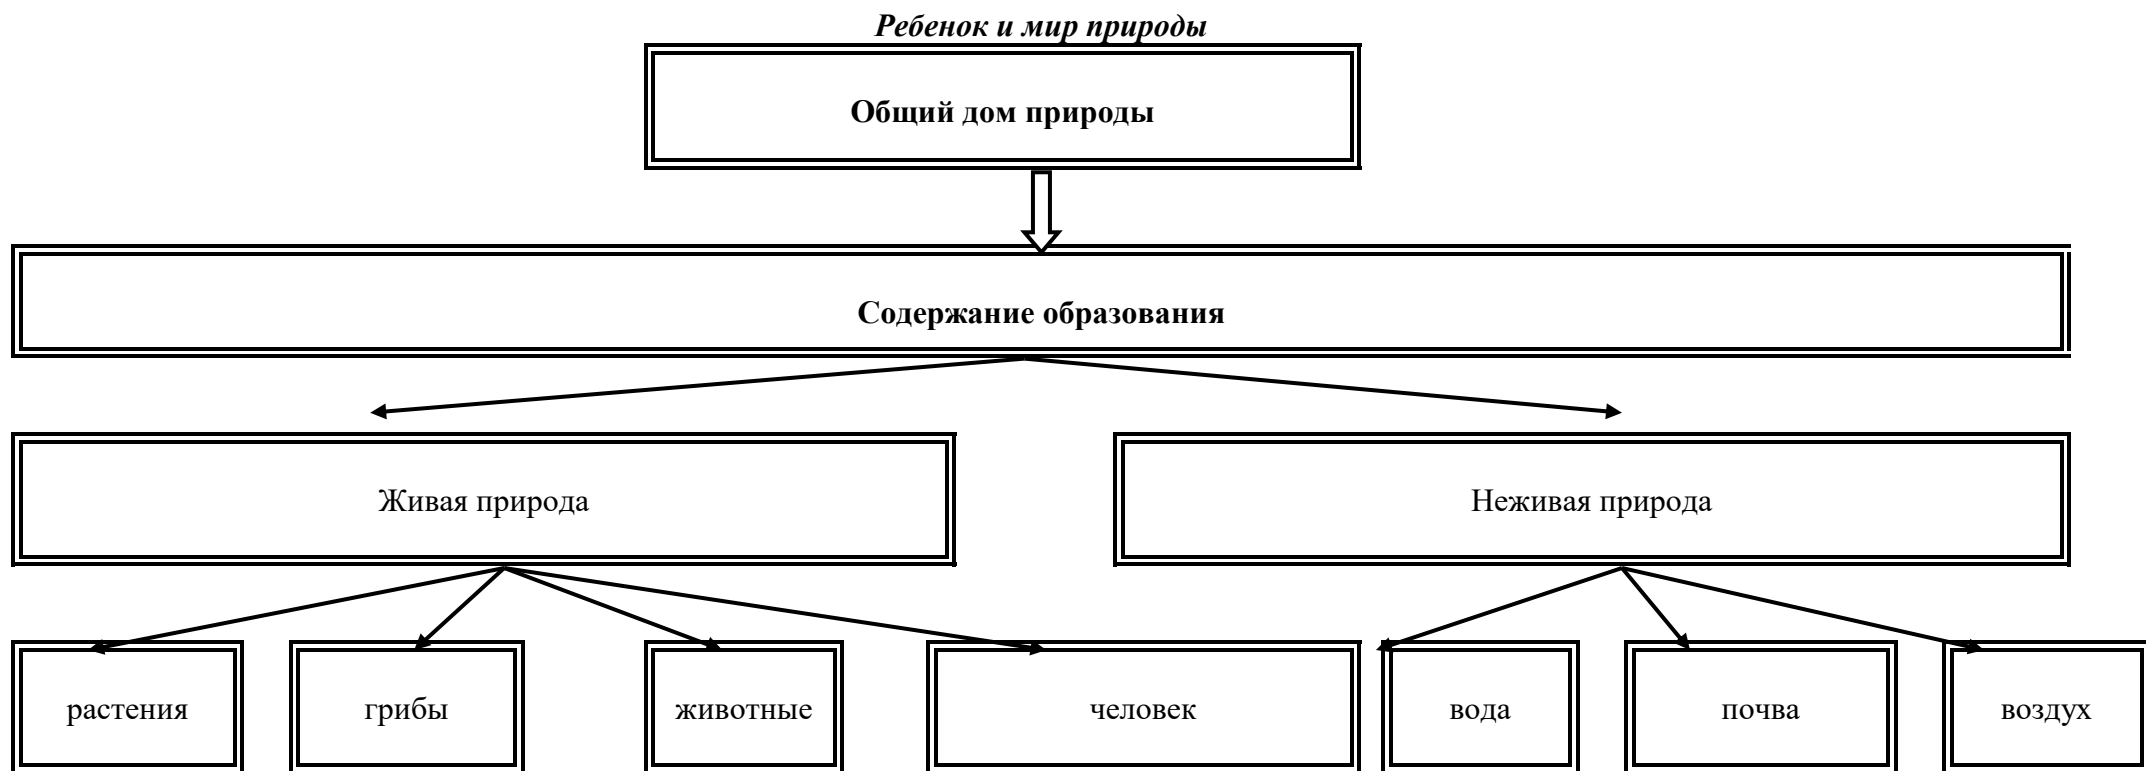 Ребенок и мир природы
Общий дом природы
Содержание образования
Живая природа
Неживая природа
растения
грибы
животные
человек
вода
почва
воздух